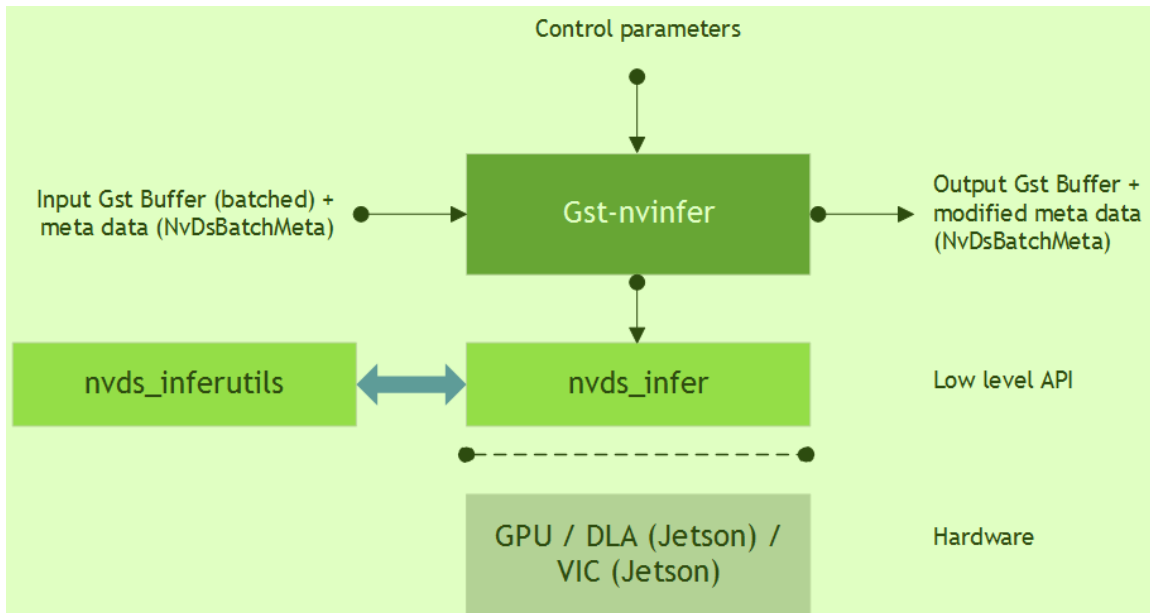 Control parameters
Input Gst Buffer (batched) +
meta data (NvDsBatchMeta)
Gst-nvinfer
Output Gst Buffer +
modified meta data
(NvDsBatchMeta)
nvds_inferutils
nvds_infer
Low level API
GPU / DLA (Jetson) /
VIC (Jetson)
Hardware